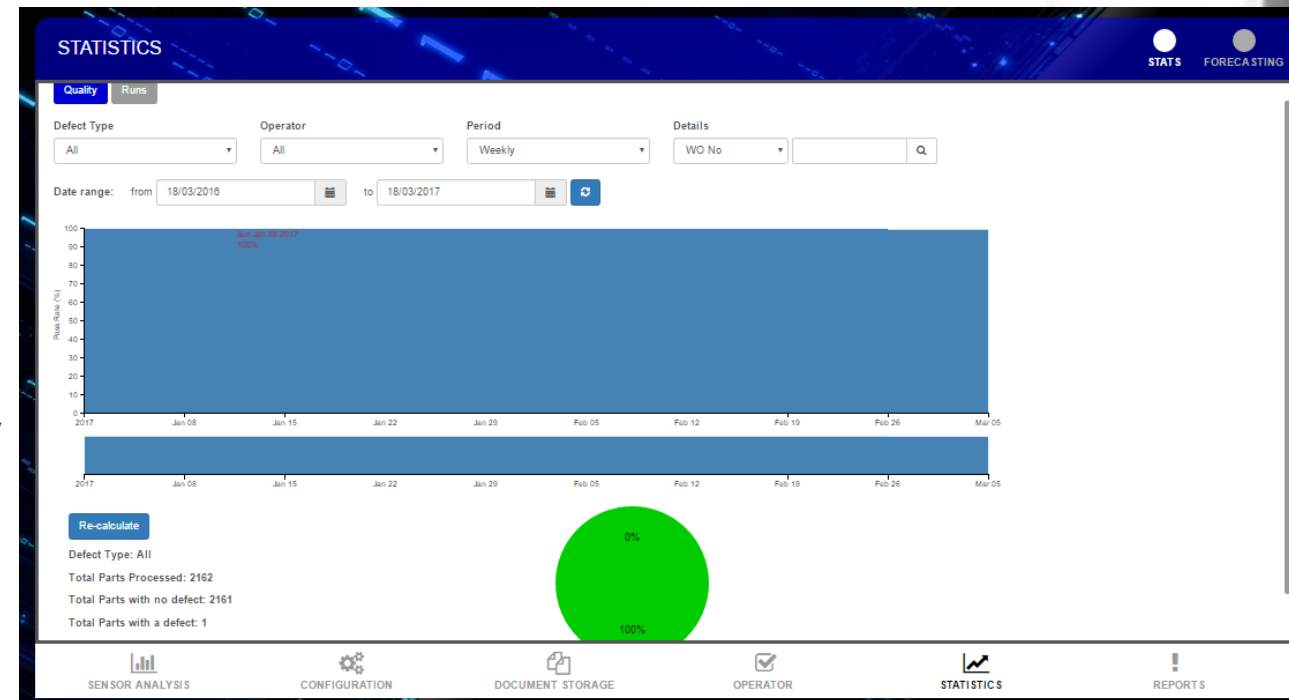 STATISTICS
STATS FORECASTING
Quality Runs
Defect Type Operator Period Details
All All Weekly WO No
Date range: from 18/03/2016 to 18/03/2017
Sun Jan 08 2017
100%
Pass Rate (%)
100
90
80
70
60
50
40
30
20
10
0
2017 Jan 08 Jan 15 Jan 22 Jan 29 Feb 05 Feb 12 Feb 19 Feb 26 Mar 05
2017 Jan 08 Jan 15 Jan 22 Jan 29 Feb 05 Feb 12 Feb 19 Feb 26 Mar 05
Re-calculate
0%
Defect Type: All
Total Parts Processed: 2162
Total Parts with no defect: 2161
Total Parts with a defect: 1
100%
SENSOR ANALYSIS CONFIGURATION DOCUMENT STORAGE OPERATOR STATISTICS REPORTS